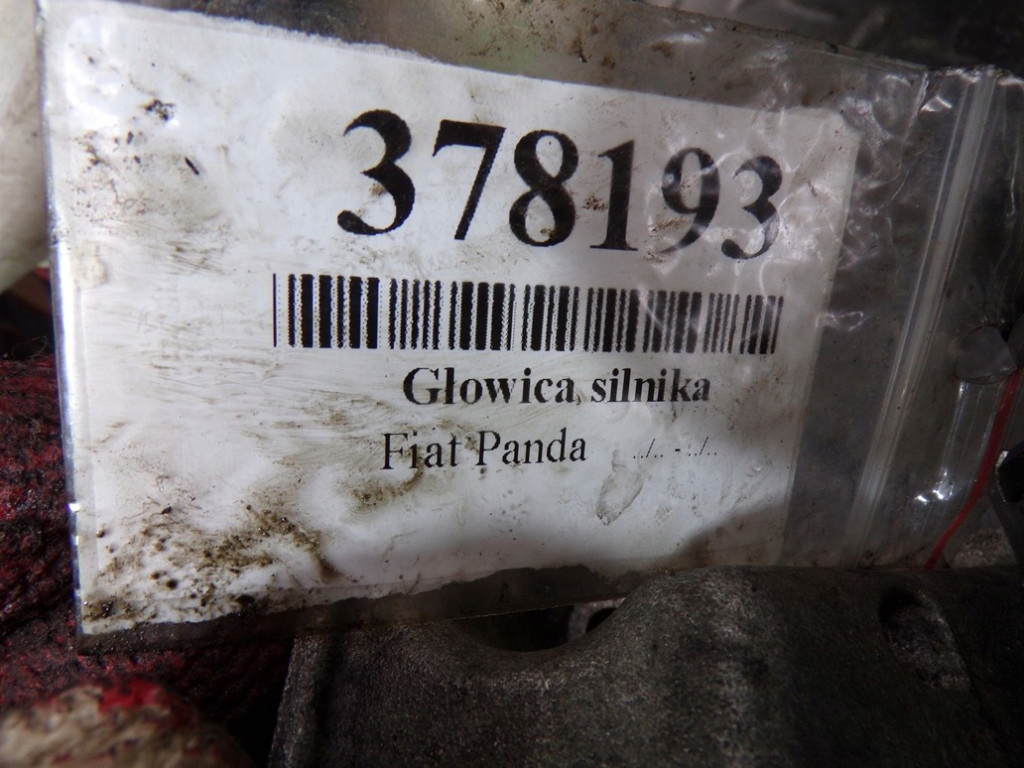 378193
Głowica silnika
Fiat Panda ../.. - ../..